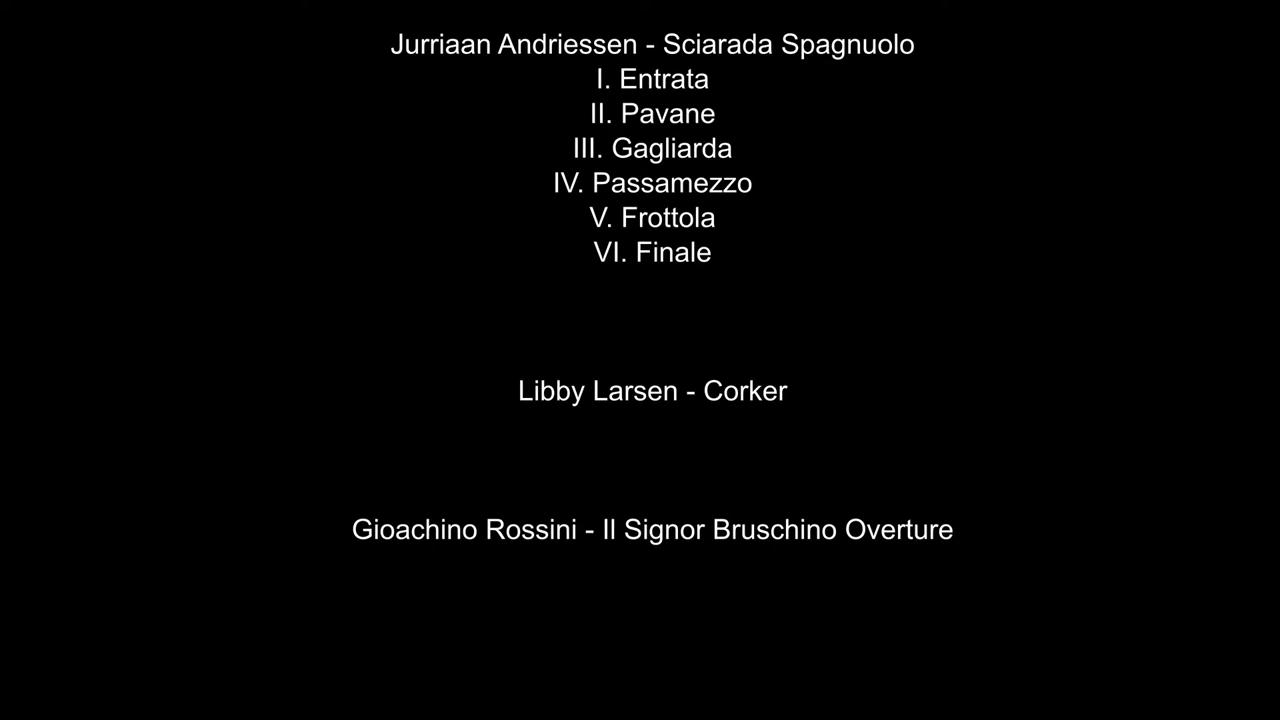 Jurriaan Andriessen - Sciarada Spagnuolo
I. Entrata
II. Pavane
III. Gagliarda
IV. Passamezzo
V. Frottola
VI. Finale
Libby Larsen - Corker
Gioachino Rossini - Il Signor Bruschino Overture